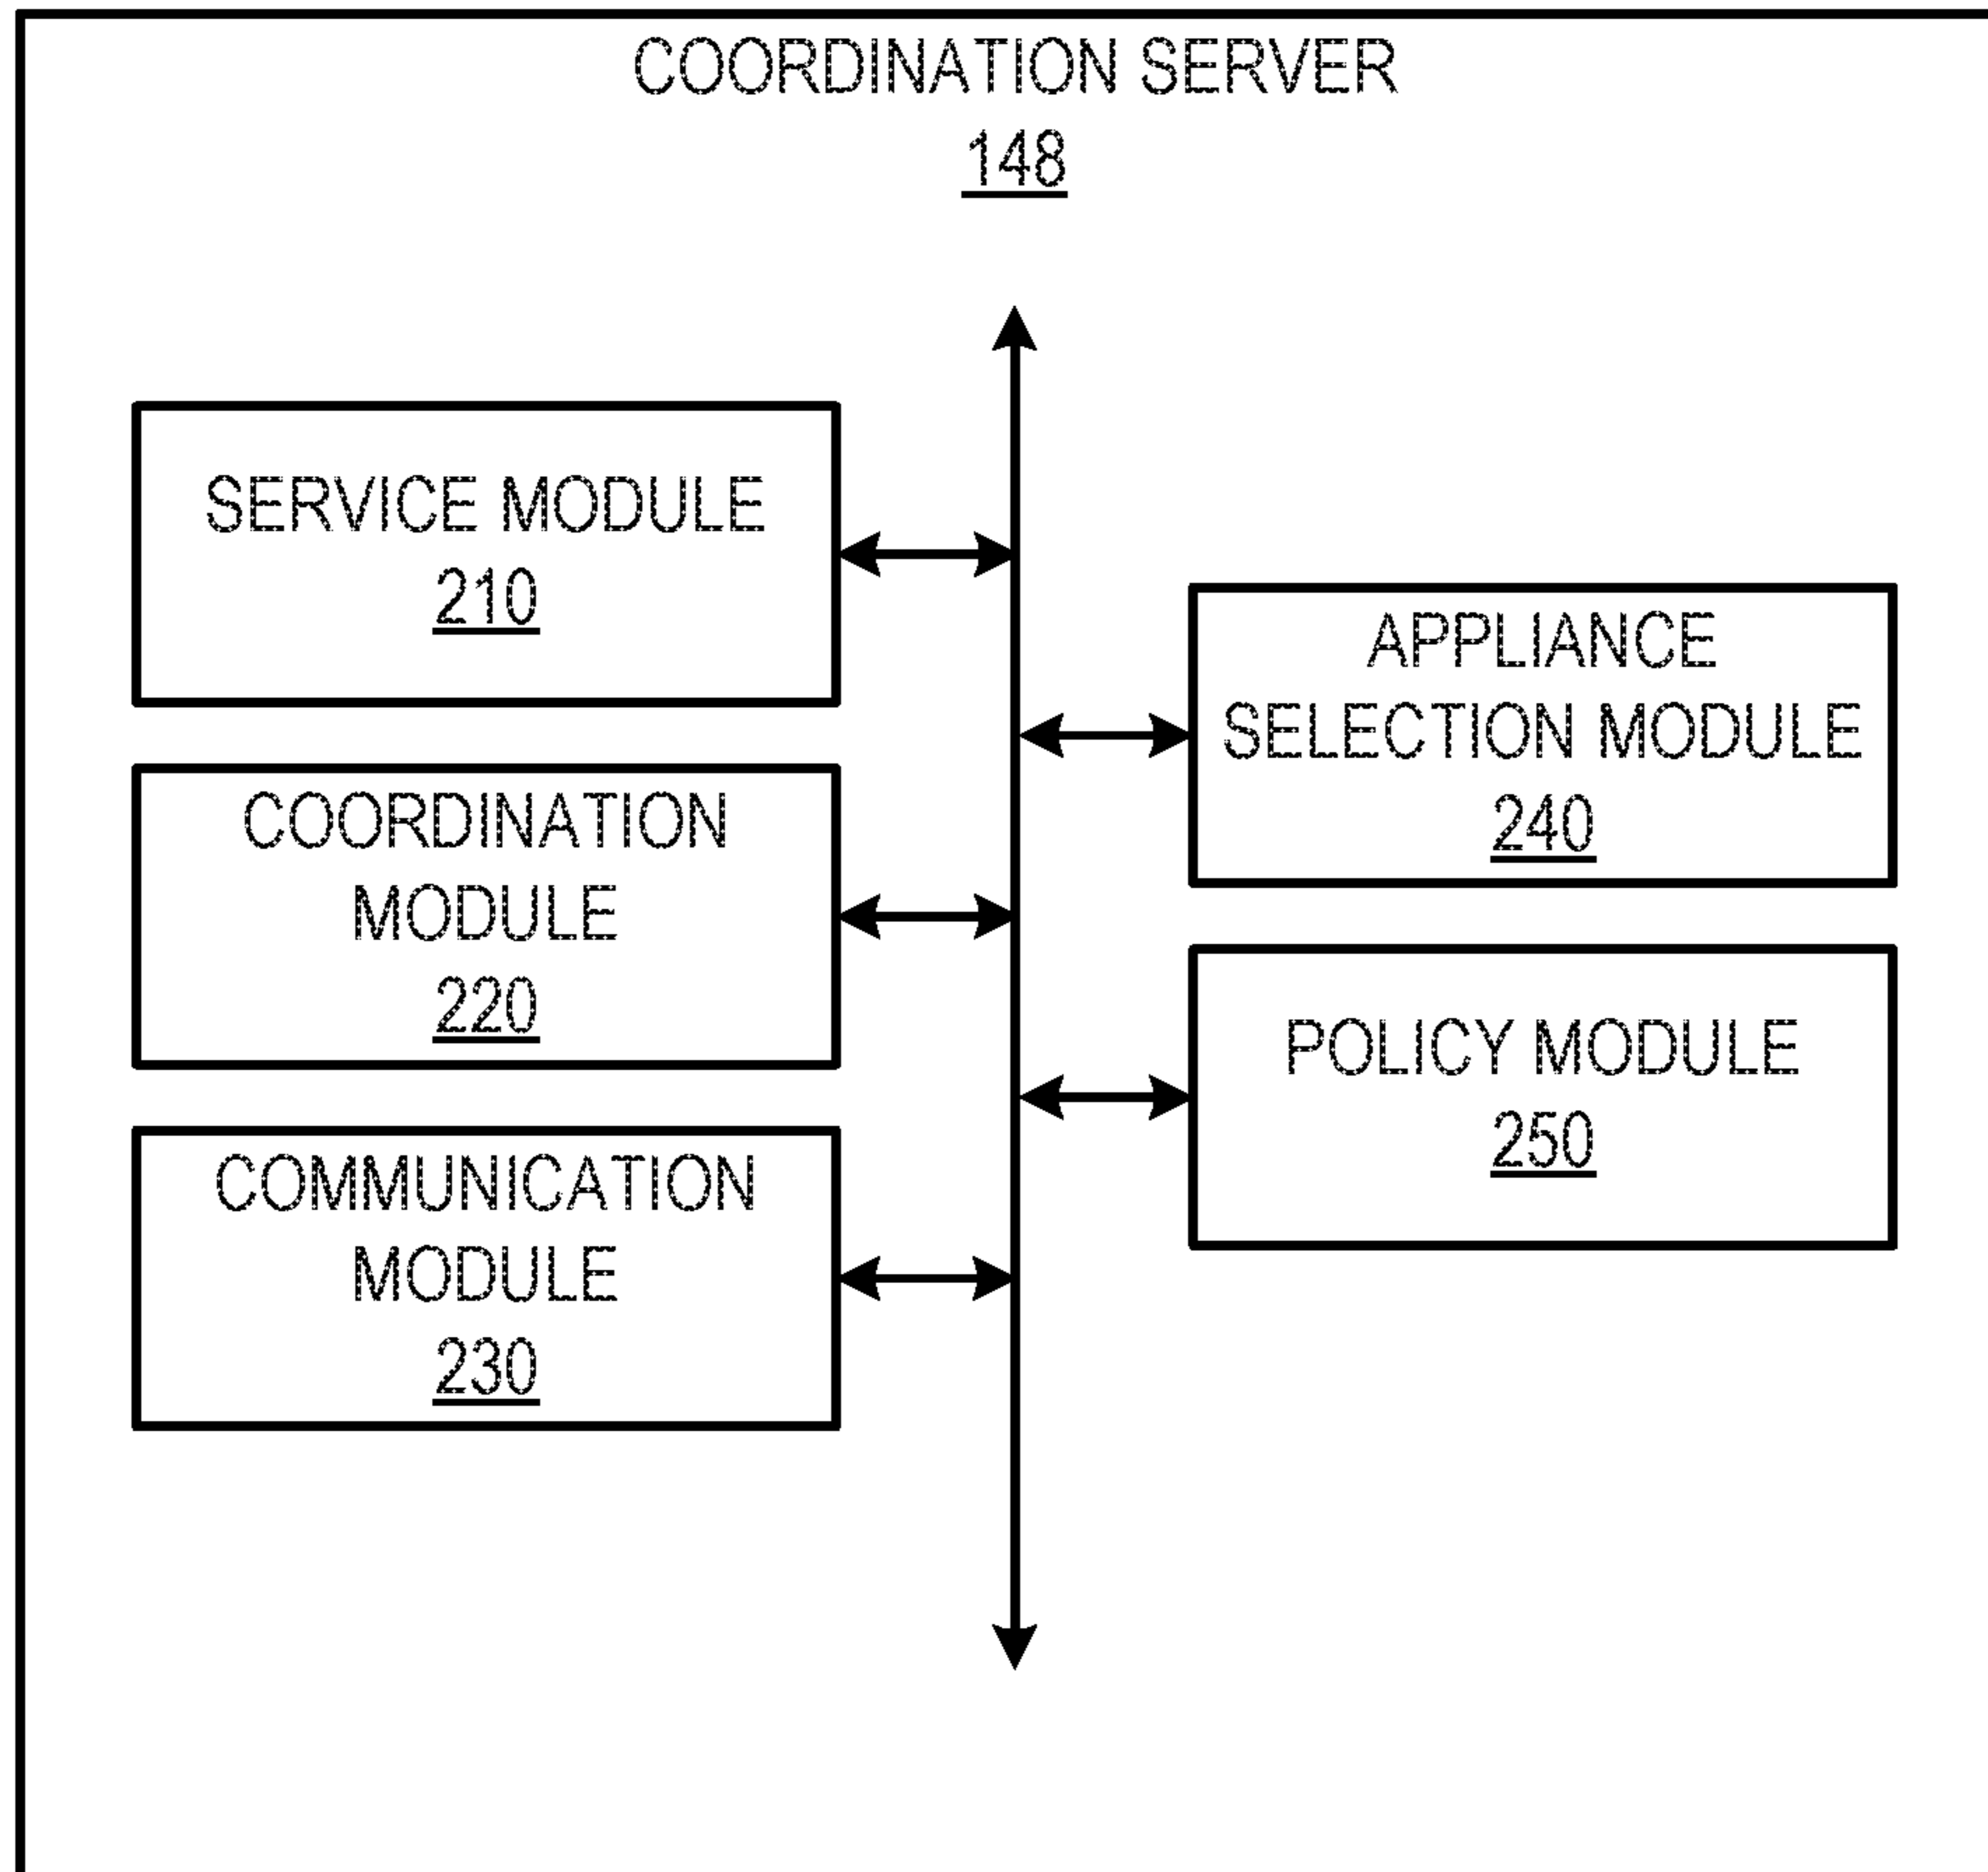 COORDINATION SERVER
148
SERVICE MODULE
210
COORDINATION
MODULE
220
COMMUNICATION
MODULE
230
APPLIANCE
SELECTION MODULE
240
POLICY MODULE
250